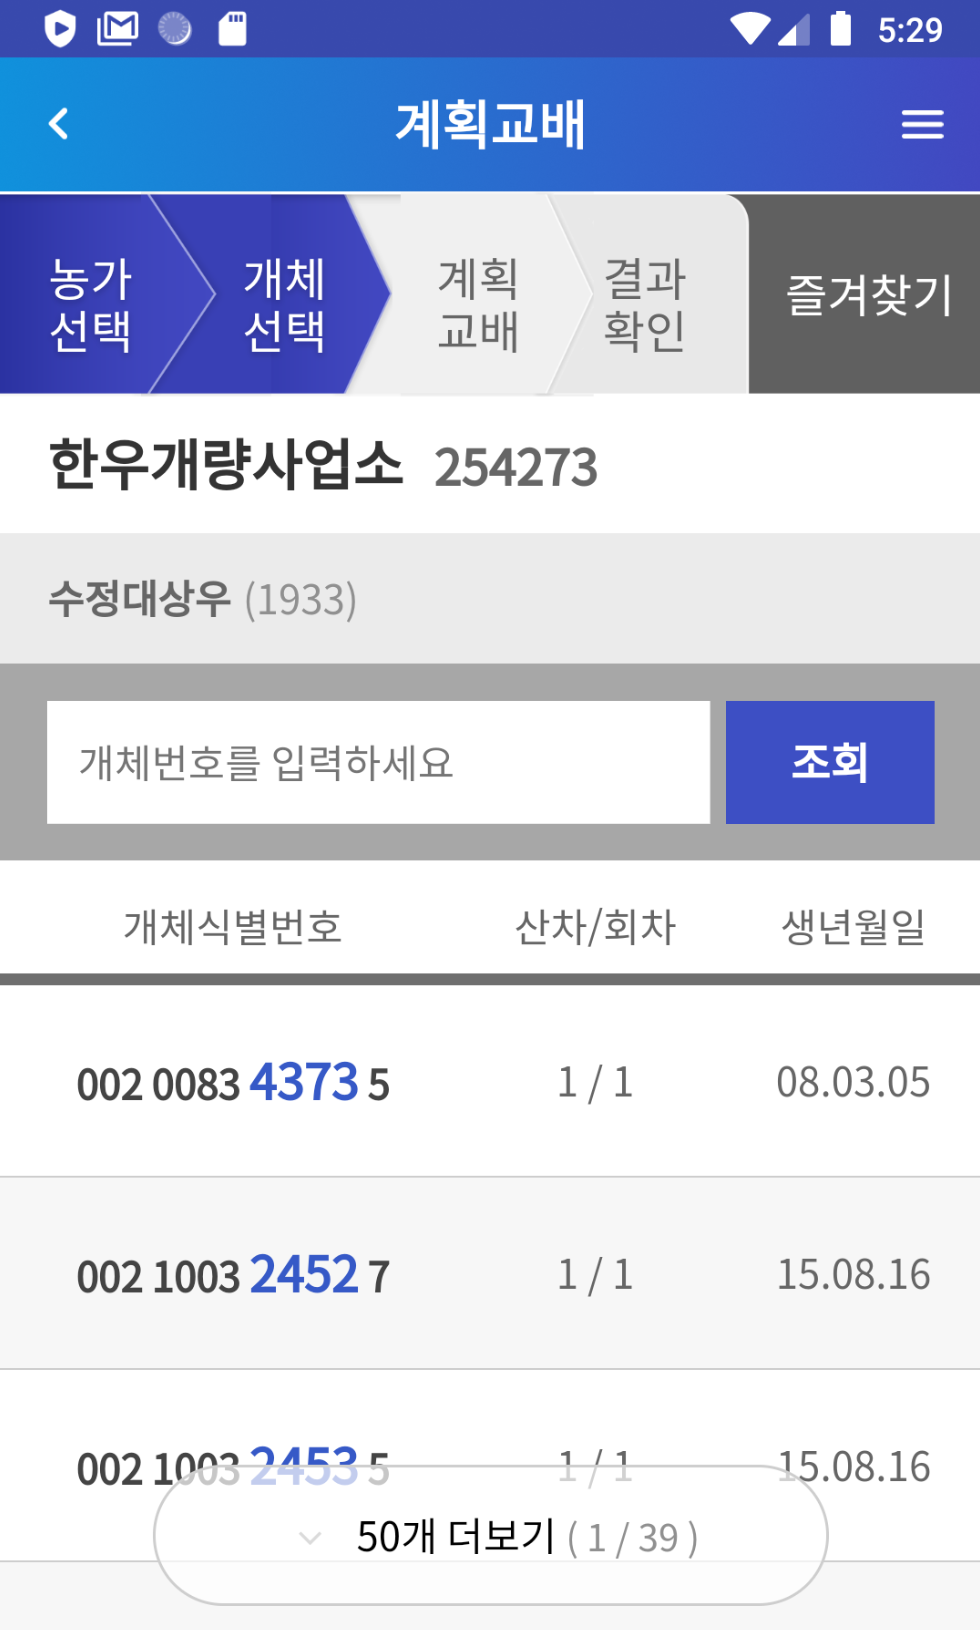 5:29
계획교배
농가
선택
개체
선택
계획
교배
결과
확인
즐겨찾기
한우개량사업소 254273
수정대상우 (1933)
개체번호를 입력하세요
조회
개체식별번호 산차/회차 생년월일
002 0083 4373 5 1 / 1 08.03.05
002 1003 2452 7 1 / 1 15.08.16
002 1003 2453 5 1 / 1 15.08.16
50개 더보기 ( 1 / 39 )